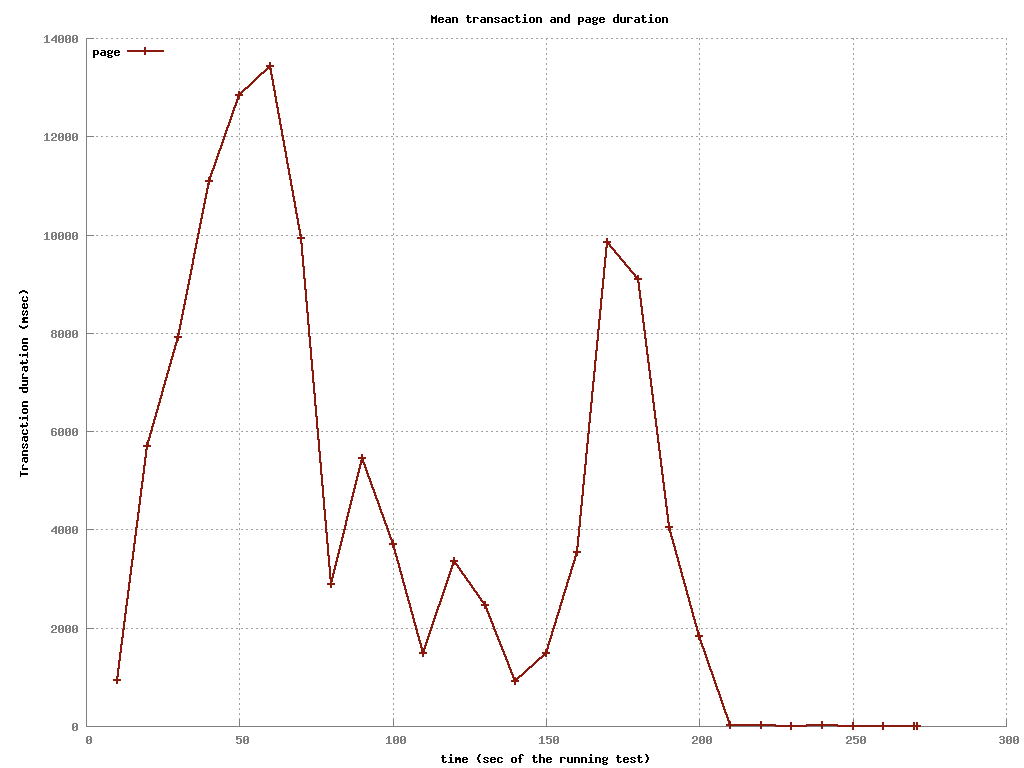 Mean transaction and page duration
page
14000
12000
10000
8000
6000
4000
2000
0
Transaction duration (msec)
0 50 100 150 200 250 300
time (sec of the running test)